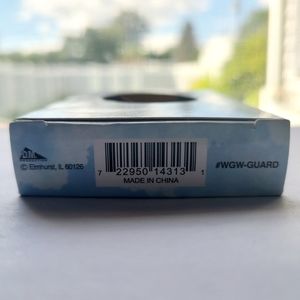 © Elmhurst, IL 60126
7 22950 14313 1
MADE IN CHINA
#WGW-GUARD